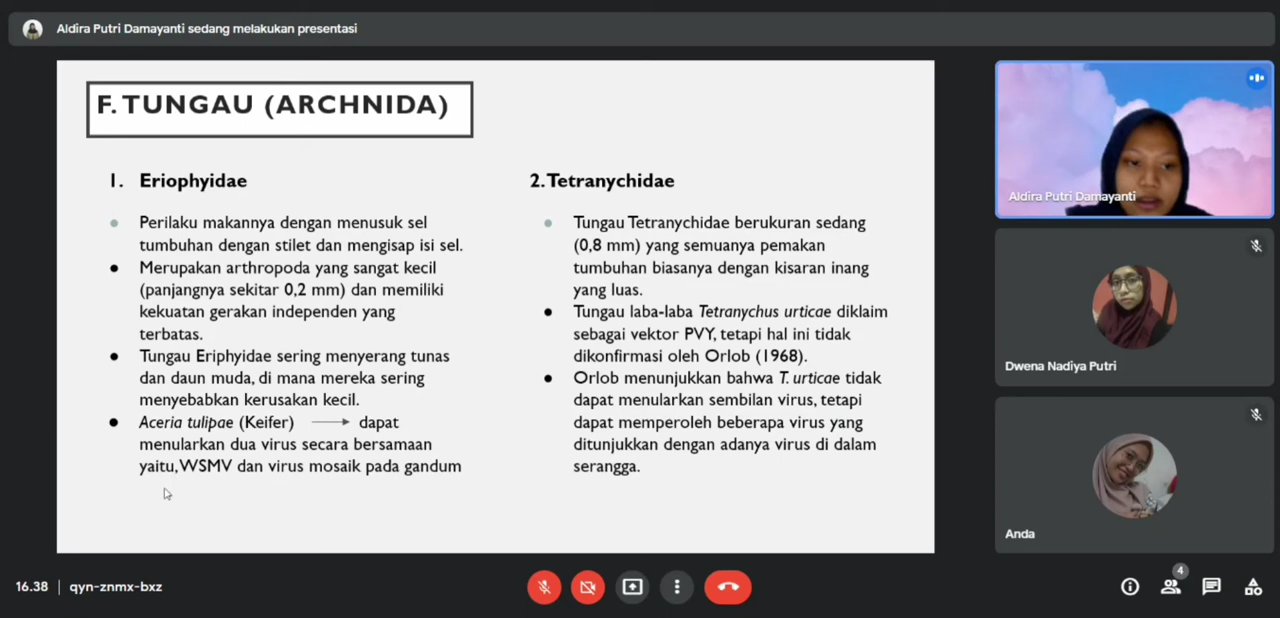 Aldira Putri Damayanti sedang melakukan presentasi
F. TUNGAU (ARCHNIDA)
1. Eriophyidae
Perilaku makannya dengan menusuk sel
tumbuhan dengan stilet dan mengisap isi sel.
Merupakan arthropoda yang sangat kecil
(panjangnya sekitar 0,2 mm) dan memiliki
kekuatan gerakan independen yang
terbatas.
Tungau Eriphyidae sering menyerang tunas
dan daun muda, di mana mereka sering
menyebabkan kerusakan kecil.
Aceria tulipae (Keifer) → dapat
menularkan dua virus secara bersamaan
yaitu, WSMV dan virus mosaik pada gandum
2. Tetranychidae
Tungau Tetranychidae berukuran sedang
(0,8 mm) yang semuanya pemakan
tumbuhan biasanya dengan kisaran inang
yang luas.
Tungau laba-laba Tetranychus urticae diklaim
sebagai vektor PVY, tetapi hal ini tidak
dikonfirmasi oleh Orlob (1968).
Orlob menunjukkan bahwa T. urticae tidak
dapat menularkan sembilan virus, tetapi
dapat memperoleh beberapa virus yang
ditunjukkan dengan adanya virus di dalam
serangga.
Aldira Putri Damayanti
Dwena Nadiya Putri
Anda
16.38 | qyn-znmx-bxz
4